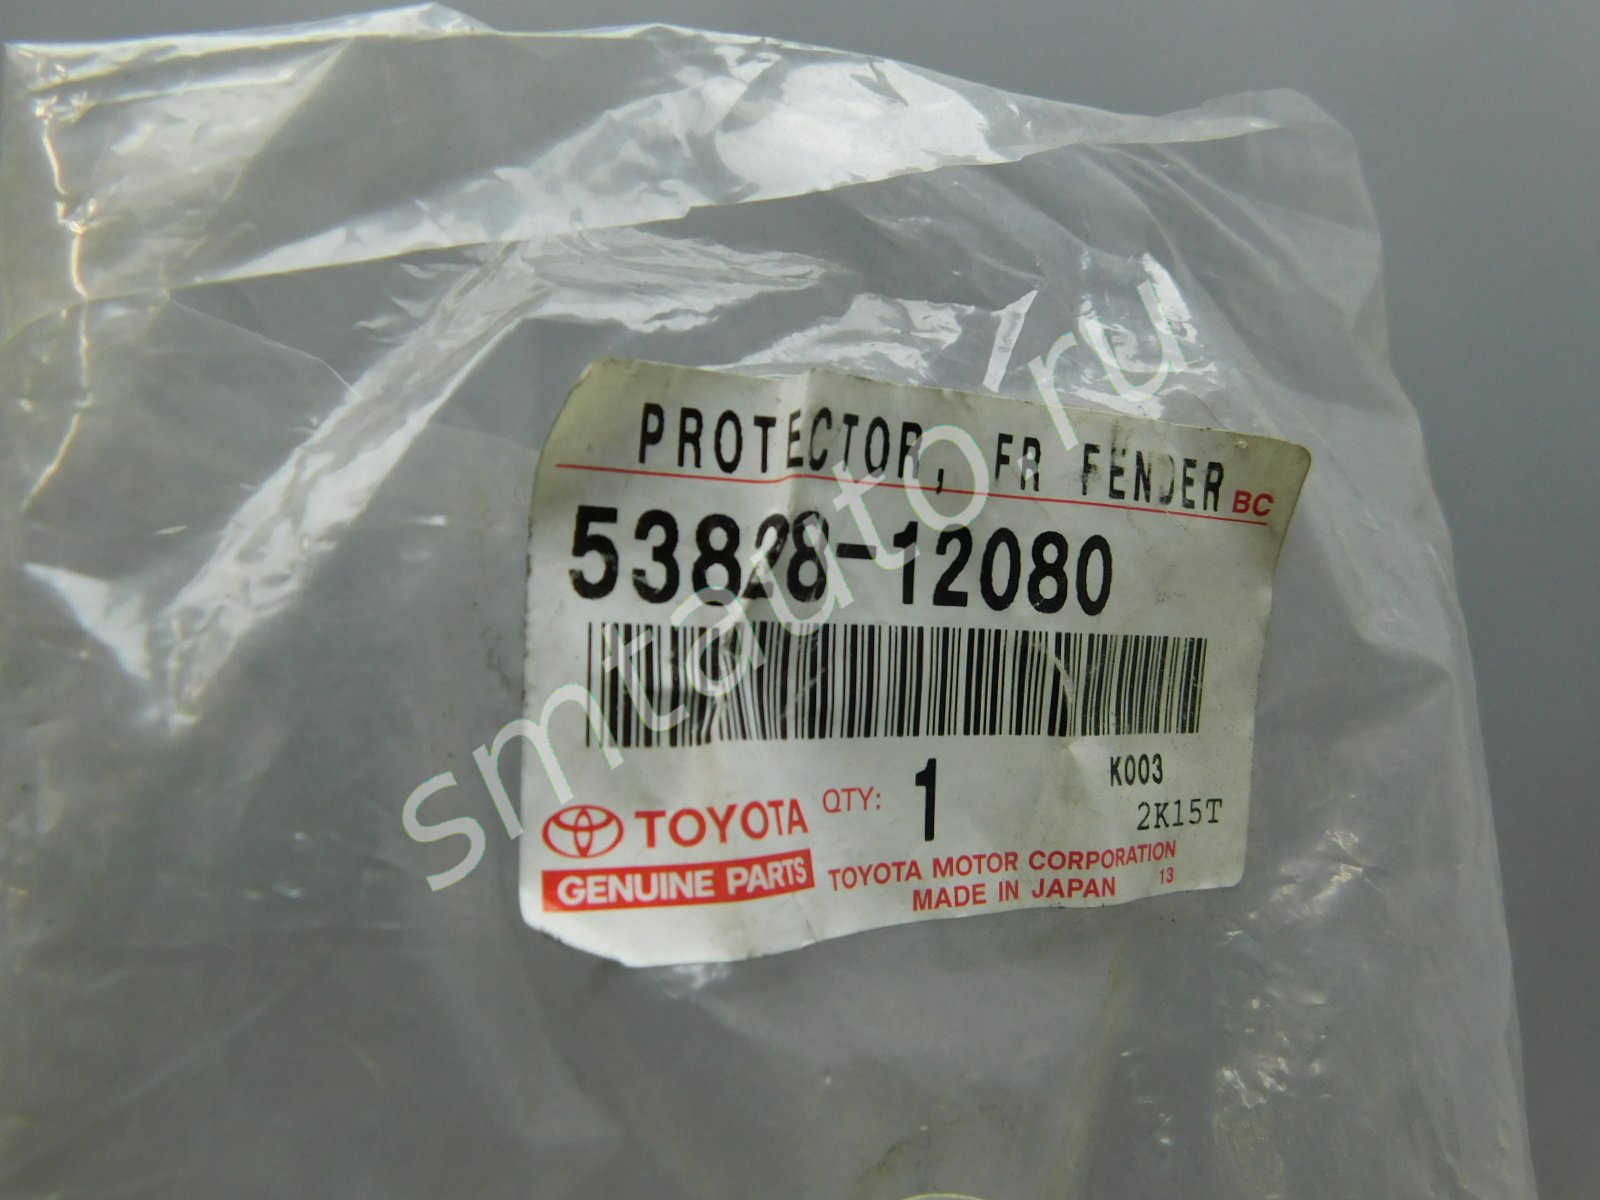 PROTECTOR, FR FENDER
BC
53828-12080
TOYOTA
QTY: 1
K003
2K15T
GENUINE PARTS
TOYOTA MOTOR CORPORATION
MADE IN JAPAN
13
smtauto.ru